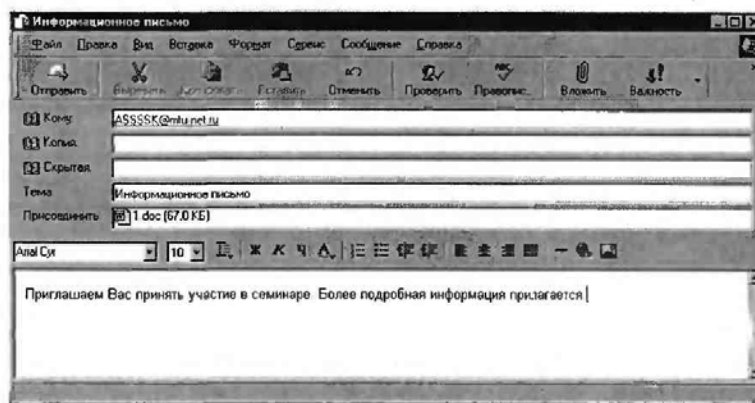 Информационное письмо
Файл Правка Вид Вставка Формат Сервис Сообщение Справка
Отправить Вырезать Копировать Вставить Отменить Проверить Правопис... Вложить Важность
Кому: ASSSSK@mtu.net.ru
Копия:
Скрытая:
Тема: Информационное письмо
Присоединить: 1.doc (67.0 КБ)
Arial Cyr 10 Ж К Ч А
Приглашаем Вас принять участие в семинаре. Более подробная информация прилагается